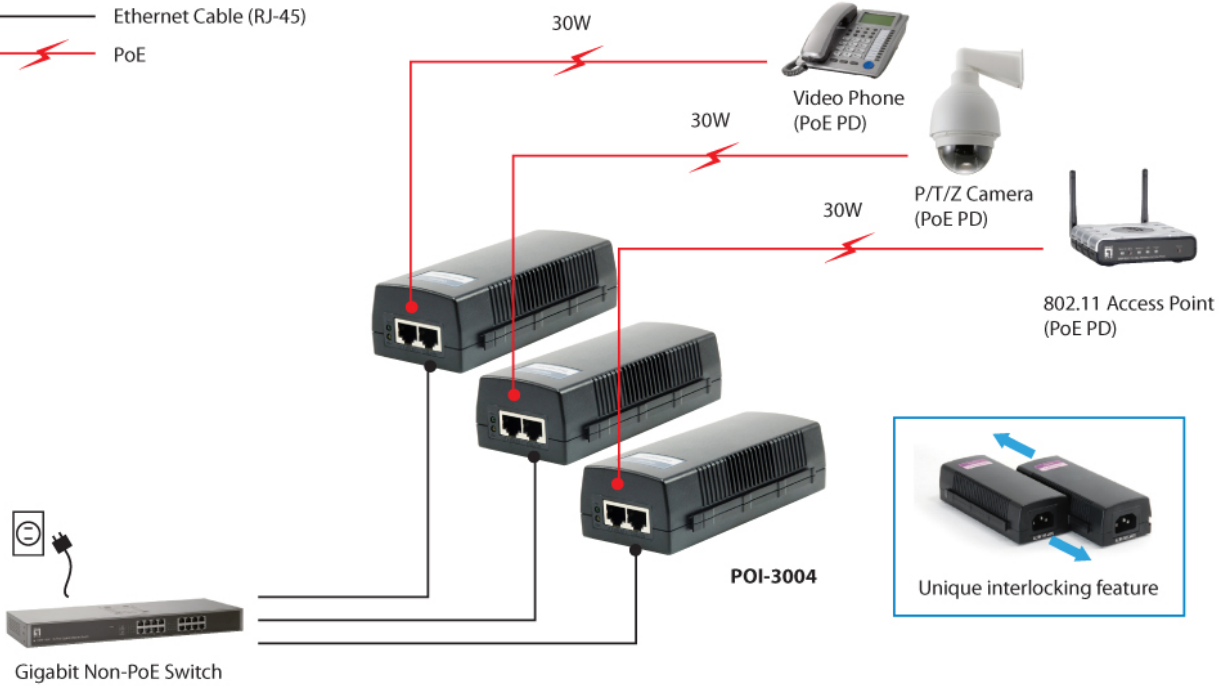 Ethernet Cable (RJ-45)
PoE
30W
Video Phone
(PoE PD)
30W
P/T/Z Camera
(PoE PD)
30W
802.11 Access Point
(PoE PD)
POI-3004
Unique interlocking feature
Gigabit Non-PoE Switch